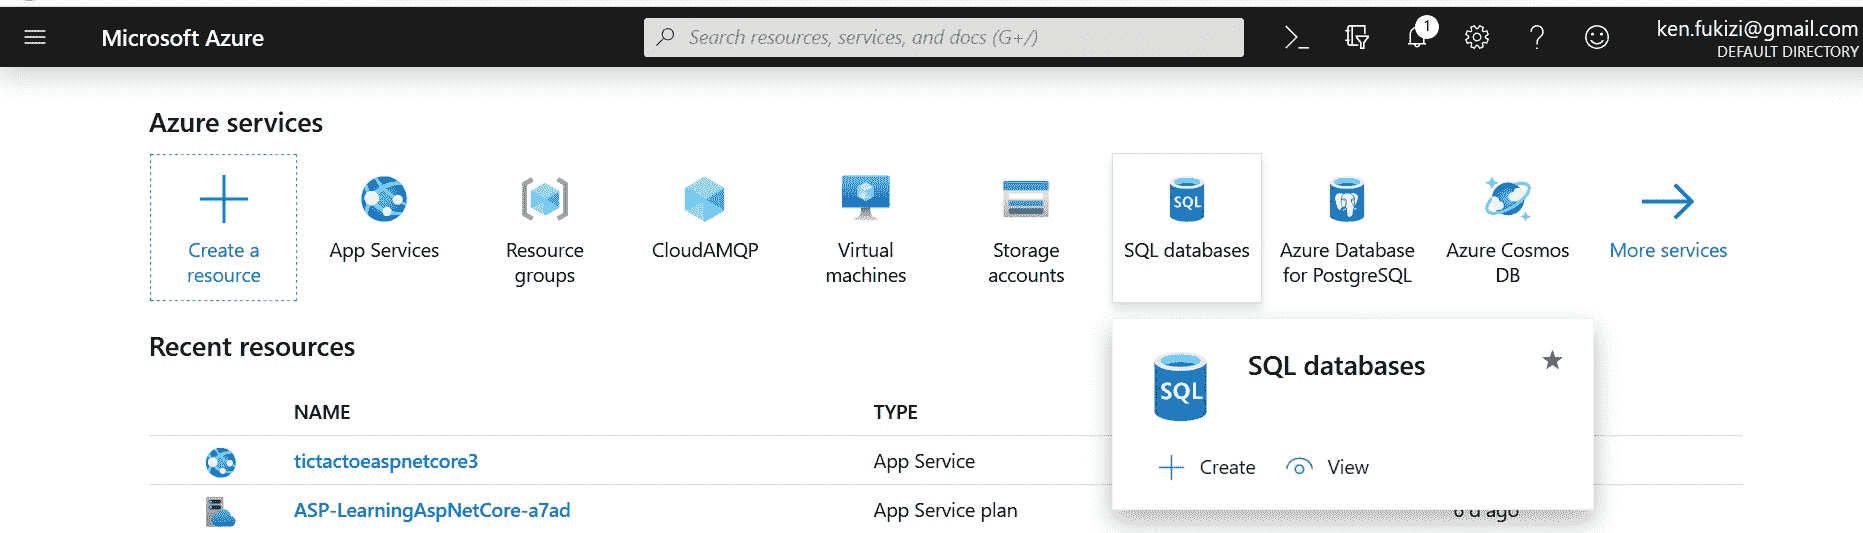 Microsoft Azure
Search resources, services, and docs (G+/)
1
ken.fukizi@gmail.com
DEFAULT DIRECTORY
Azure services
Create a
resource
App Services
Resource
groups
CloudAMQP
Virtual
machines
Storage
accounts
SQL
SQL databases
Azure Database
for PostgreSQL
Azure Cosmos
DB
More services
Recent resources
SQL
SQL databases
Create
View
NAME
TYPE
tictactoeaspnetcore3
App Service
ASP-LearningAspNetCore-a7ad
App Service plan
6 d ago